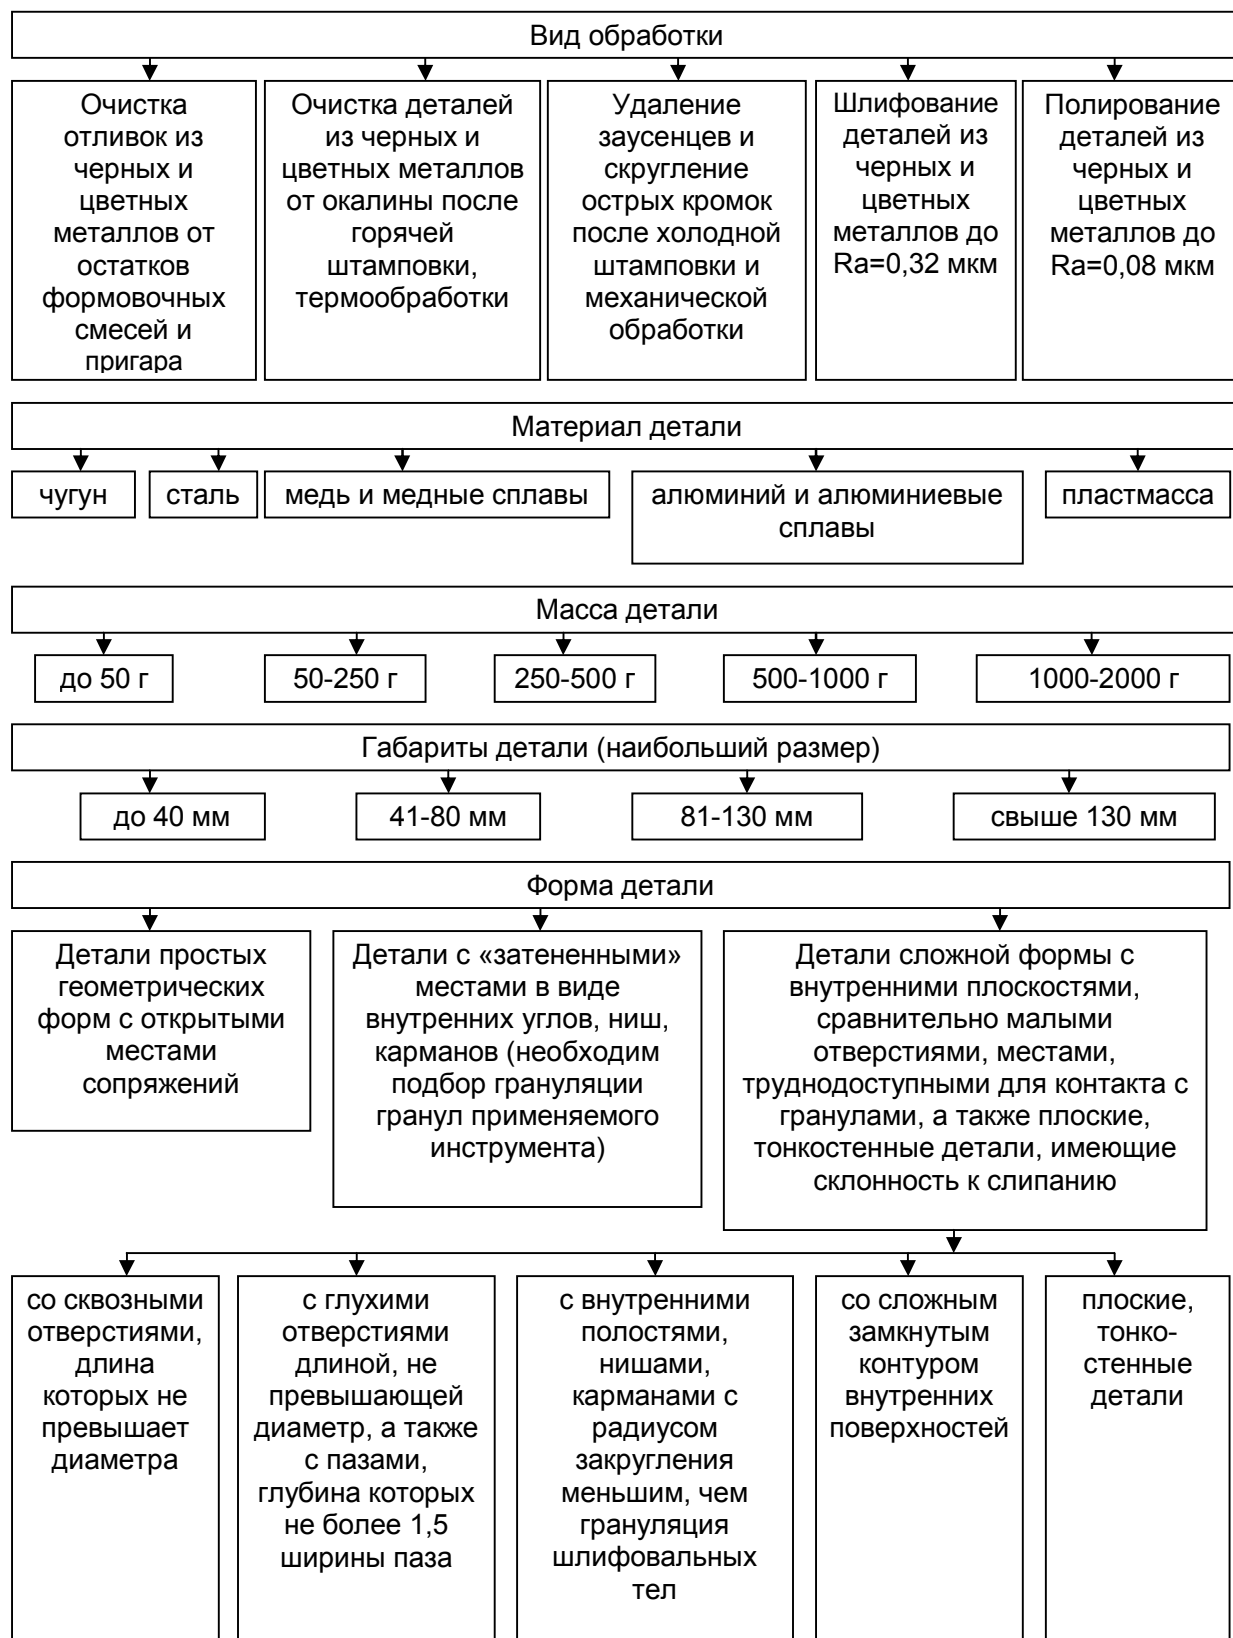 Вид обработки
Очистка
отливок из
черных и
цветных
металлов от
остатков
формовочных
смесей и
пригара
Очистка деталей
из черных и
цветных металлов
от окалины после
горячей
штамповки,
термообработки
Удаление
заусенцев и
скругление
острых кромок
после холодной
штамповки и
механической
обработки
Шлифование
деталей из
черных и
цветных
металлов до
Ra=0,32 мкм
Полирование
деталей из
черных и
цветных
металлов до
Ra=0,08 мкм
Материал детали
чугун
сталь
медь и медные сплавы
алюминий и алюминиевые
сплавы
пластмасса
Масса детали
до 50 г
50-250 г
250-500 г
500-1000 г
1000-2000 г
Габариты детали (наибольший размер)
до 40 мм
41-80 мм
81-130 мм
свыше 130 мм
Форма детали
Детали простых
геометрических
форм с открытыми
местами
сопряжений
Детали с «затененными»
местами в виде
внутренних углов, ниш,
карманов (необходим
подбор грануляции
гранул применяемого
инструмента)
Детали сложной формы с
внутренними плоскостями,
сравнительно малыми
отверстиями, местами,
труднодоступными для контакта с
гранулами, а также плоские,
тонкостенные детали, имеющие
склонность к слипанию
со сквозными
отверстиями,
длина
которых не
превышает
диаметра
с глухими
отверстиями
длиной, не
превышающей
диаметр, а также
с пазами,
глубина которых
не более 1,5
ширины паза
с внутренними
полостями,
нишами,
карманами с
радиусом
закругления
меньшим, чем
грануляция
шлифовальных
тел
со сложным
замкнутым
контуром
внутренних
поверхностей
плоские,
тонко-
стенные
детали